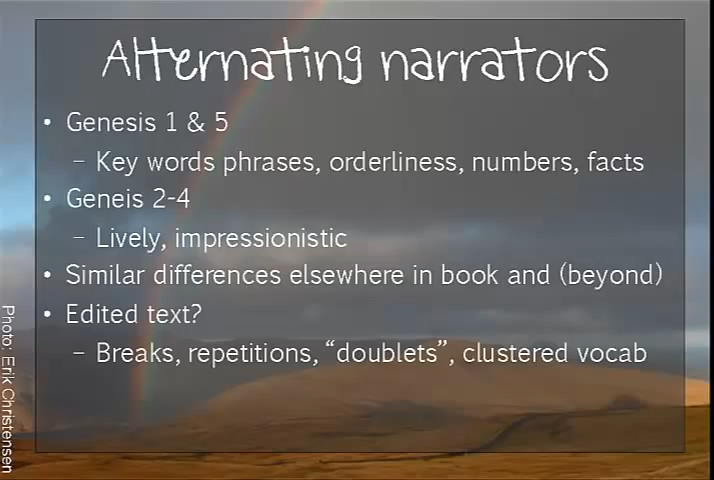 Alternating narrators
• Genesis 1 & 5
– Key words phrases, orderliness, numbers, facts
• Geneis 2-4
– Lively, impressionistic
• Similar differences elsewhere in book and (beyond)
• Edited text?
– Breaks, repetitions, “doublets”, clustered vocab
Photo: Erik Christensen